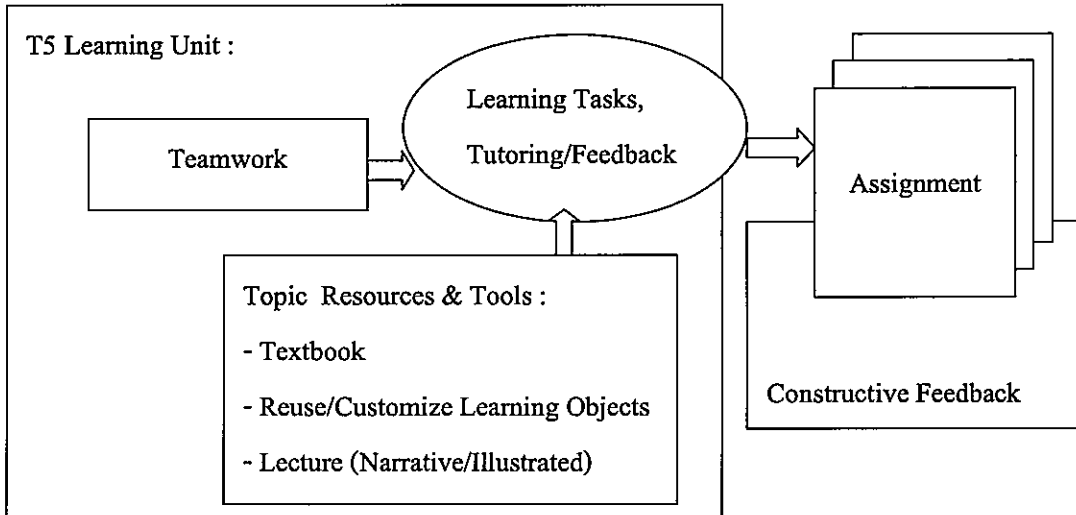 T5 Learning Unit :
Teamwork
Learning Tasks,
Tutoring/Feedback
Topic Resources & Tools :
- Textbook
- Reuse/Customize Learning Objects
- Lecture (Narrative/Illustrated)
Assignment
Constructive Feedback